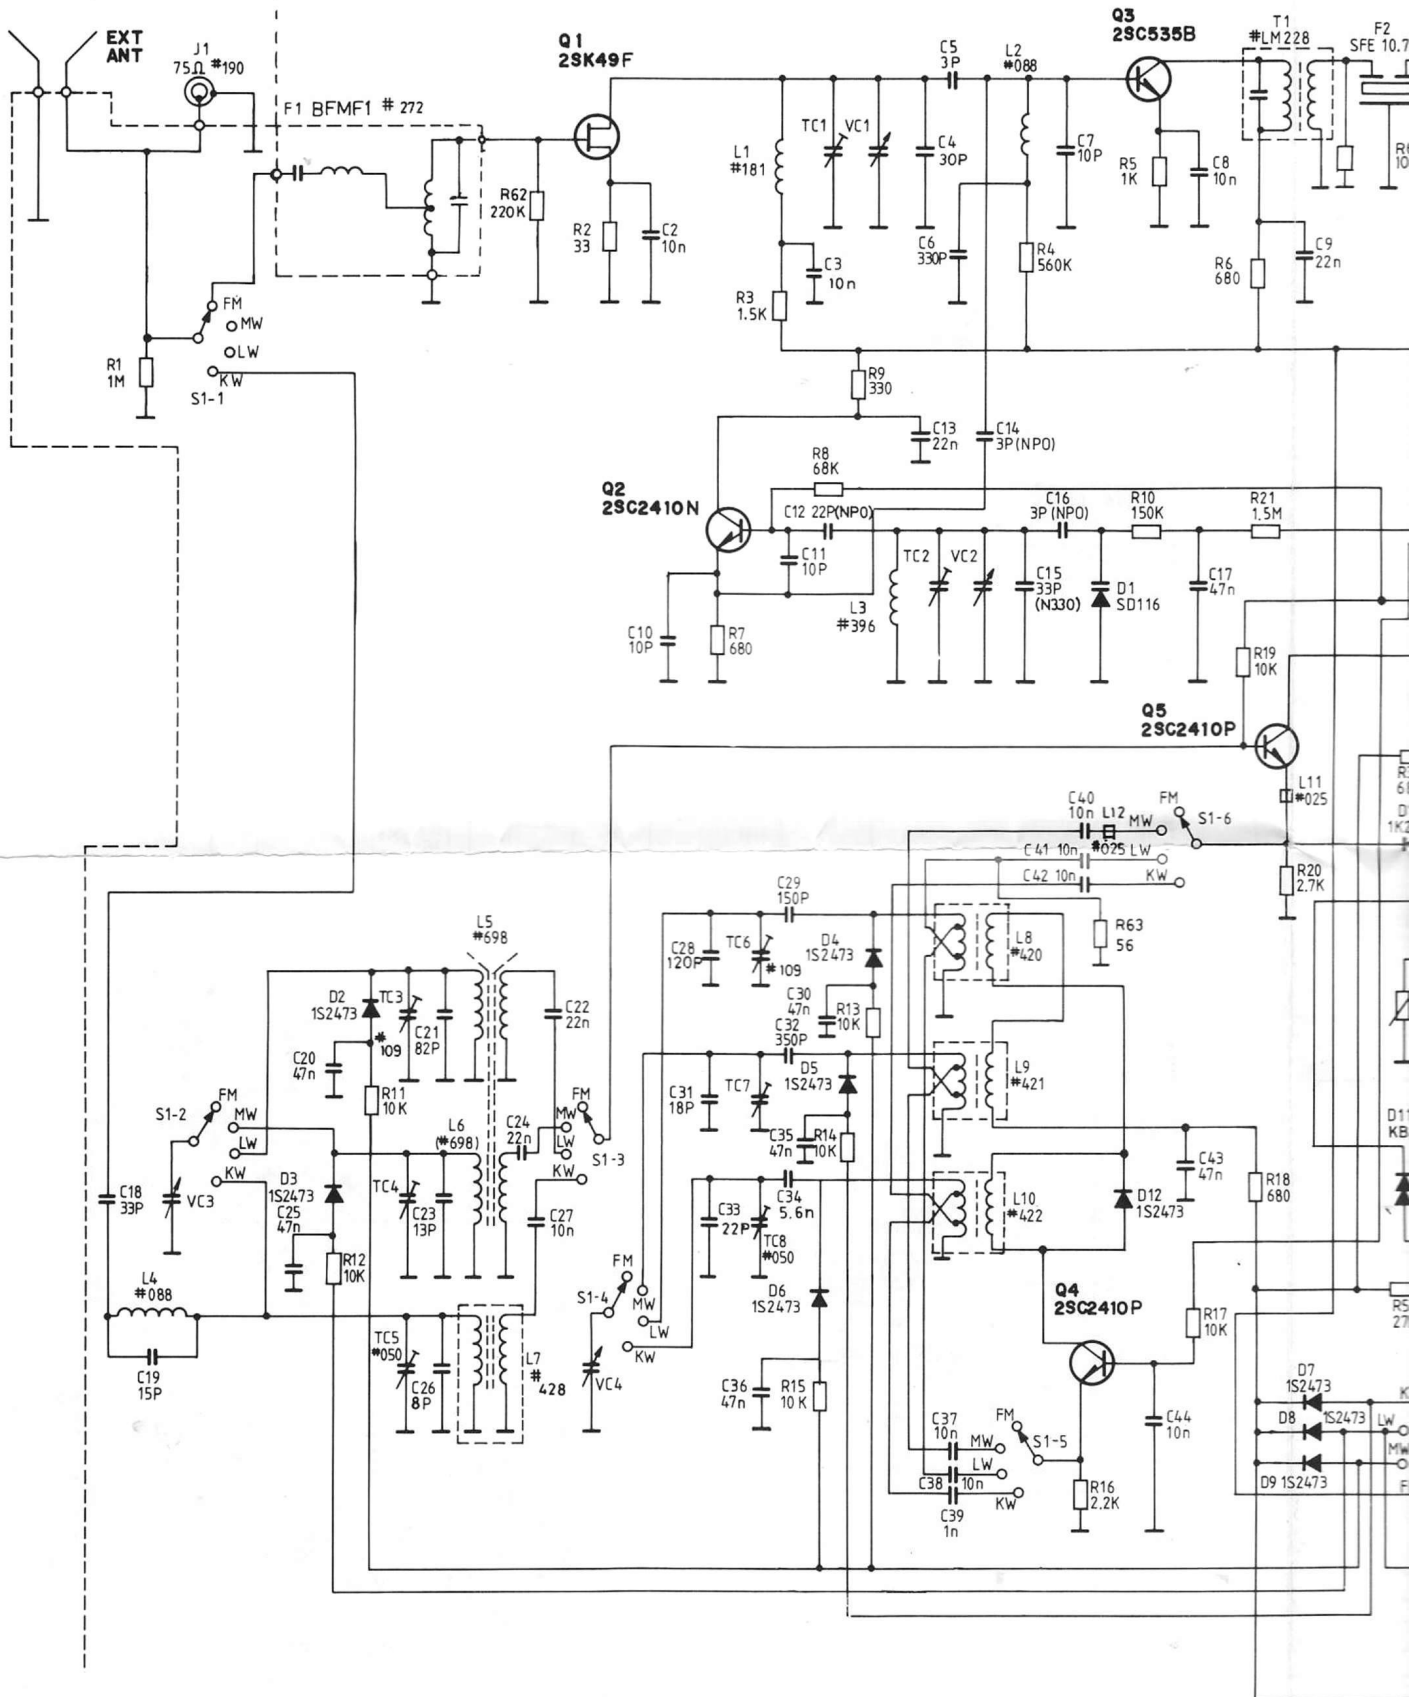 EXT
ANT
J1
75Ω #190
F1 BFMF1 # 272
Q1
2SK49F
C5
3P
L2
#088
Q3
2SC535B
T1
#LM228
F2
SFE 10.7
TC1
VC1
L1
#181
C4
30P
C7
10P
R5
1K
C8
10n
R62
220K
R2
33
C2
10n
C3
10n
C6
330P
R4
560K
R6
680
C9
22n
R3
1.5K
FM
MW
LW
KW
S1-1
R1
1M
R9
330
C13
22n
C14
3P(NPO)
R8
68K
Q2
2SC2410N
C12 22P(NPO)
C16
3P (NPO)
R10
150K
R21
1.5M
C11
10P
TC2
VC2
C15
33P
(N330)
D1
SD116
C17
47n
L3
#396
C10
10P
R7
680
R19
10K
Q5
2SC2410P
L11
#025
C40
10n
L12
#025
MW
FM
S1-6
C41 10n
LW
C42 10n
KW
R20
2.7K
R63
56
C29
150P
L5
#698
C28
120P
TC6
#109
D4
1S2473
L8
#420
D2
1S2473
TC3
#
109
C21
82P
C22
22n
C30
47n
R13
10K
C32
350P
C20
47n
R11
10K
D5
1S2473
L9
#421
S1-2
FM
MW
LW
KW
L6
(#698)
C24
22n
FM
MW
LW
KW
S1-3
C31
18P
TC7
C35
47n
R14
10K
D11
C18
33P
VC3
D3
1S2473
C25
47n
TC4
C23
13P
C27
10n
C33
22P
C34
5.6n
TC8
#050
L10
#422
D12
1S2473
C43
47n
R18
680
R12
10K
L4
#088
C19
15P
S1-4
FM
MW
LW
KW
D6
1S2473
Q4
2SC2410P
R17
10K
TC5
#050
C26
8P
L7
#
428
VC4
C36
47n
R15
10K
D7
1S2473
D8
1S2473
LW
MW
D9 1S2473
C37
10n
MW
FM
S1-5
C38
10n
LW
C39
1n
KW
R16
2.2K
C44
10n